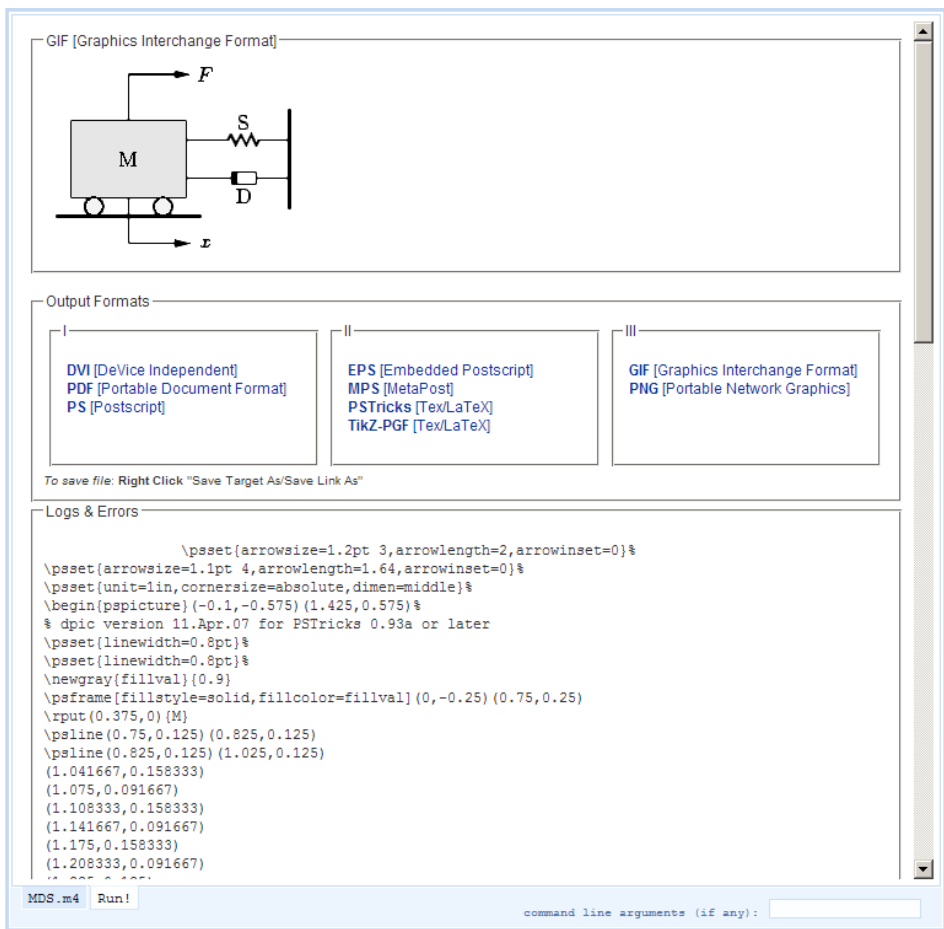 GIF [Graphics Interchange Format]
F
S
M
D
x
Output Formats
I
II
III
DVI [DeVice Independent]
PDF [Portable Document Format]
PS [Postscript]
EPS [Embedded Postscript]
MPS [MetaPost]
PSTricks [Tex/LaTeX]
TikZ-PGF [Tex/LaTeX]
GIF [Graphics Interchange Format]
PNG [Portable Network Graphics]
To save file: Right Click "Save Target As/Save Link As"
Logs & Errors
\psset{arrowsize=1.2pt 3,arrowlength=2,arrowinset=0}%
\psset{arrowsize=1.1pt 4,arrowlength=1.64,arrowinset=0}%
\psset{unit=1in,cornersize=absolute,dimen=middle}%
\begin{pspicture}(-0.1,-0.575)(1.425,0.575)%
% dpic version 11.Apr.07 for PSTricks 0.93a or later
\psset{linewidth=0.8pt}%
\psset{linewidth=0.8pt}%
\newgray{fillval}{0.9}
\psframe[fillstyle=solid,fillcolor=fillval](0,-0.25)(0.75,0.25)
\rput(0.375,0){M}
\psline(0.75,0.125)(0.825,0.125)
\psline(0.825,0.125)(1.025,0.125)
(1.041667,0.158333)
(1.075,0.091667)
(1.108333,0.158333)
(1.141667,0.091667)
(1.175,0.158333)
(1.208333,0.091667)
MDS.m4
Run!
command line arguments (if any):